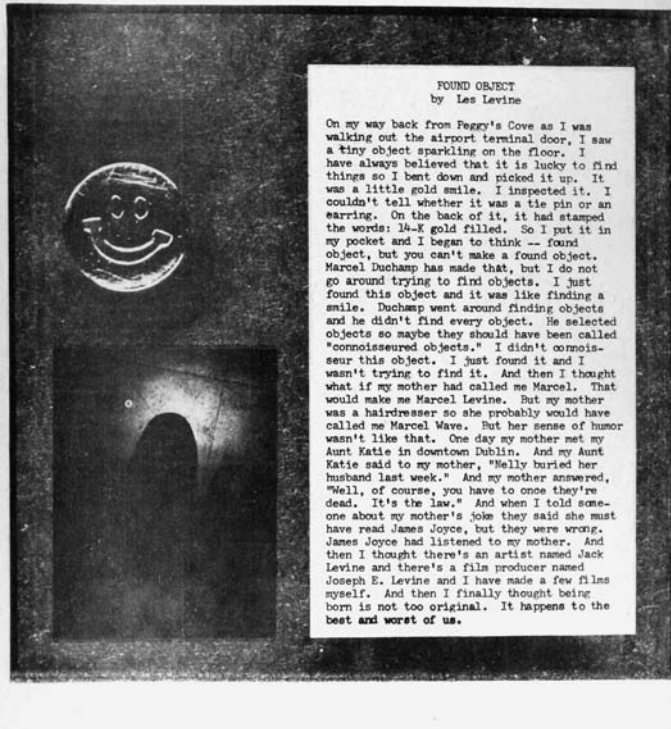 FOUND OBJECT
by Les Levine
On my way back from Peggy's Cove as I was
walking out the airport terminal door, I saw
a tiny object sparkling on the floor. I
have always believed that it is lucky to find
things so I bent down and picked it up. It
was a little gold smile. I inspected it. I
couldn't tell whether it was a tie pin or an
earring. On the back of it, it had stamped
the words: 14-K gold filled. So I put it in
my pocket and I began to think -- found
object, but you can't make a found object.
Marcel Duchamp has made that, but I do not
go around trying to find objects. I just
found this object and it was like finding a
smile. Duchamp went around finding objects
and he didn't find every object. He selected
objects so maybe they should have been called
"connoisseured objects." I didn't connois-
seur this object. I just found it and I
wasn't trying to find it. And then I thought
what if my mother had called me Marcel. That
would make me Marcel Levine. But my mother
was a hairdresser so she probably would have
called me Marcel Wave. But her sense of humor
wasn't like that. One day my mother met my
Aunt Katie in downtown Dublin. And my Aunt
Katie said to my mother, "Nelly buried her
husband last week." And my mother answered,
"Well, of course, you have to once they're
dead. It's the law." And when I told some-
one about my mother's joke they said she must
have read James Joyce, but they were wrong.
James Joyce had listened to my mother. And
then I thought there's an artist named Jack
Levine and there's a film producer named
Joseph E. Levine and I have made a few films
myself. And then I finally thought being
born is not too original. It happens to the
best and worst of us.